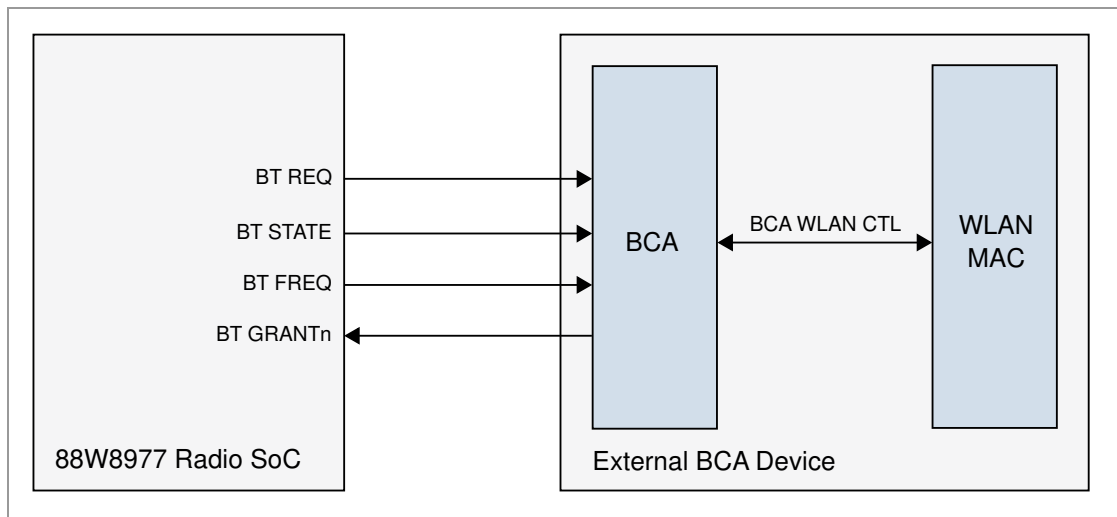 BT REQ
BT STATE
BT FREQ
BT GRANTn
88W8977 Radio SoC
BCA
BCA WLAN CTL
WLAN
MAC
External BCA Device